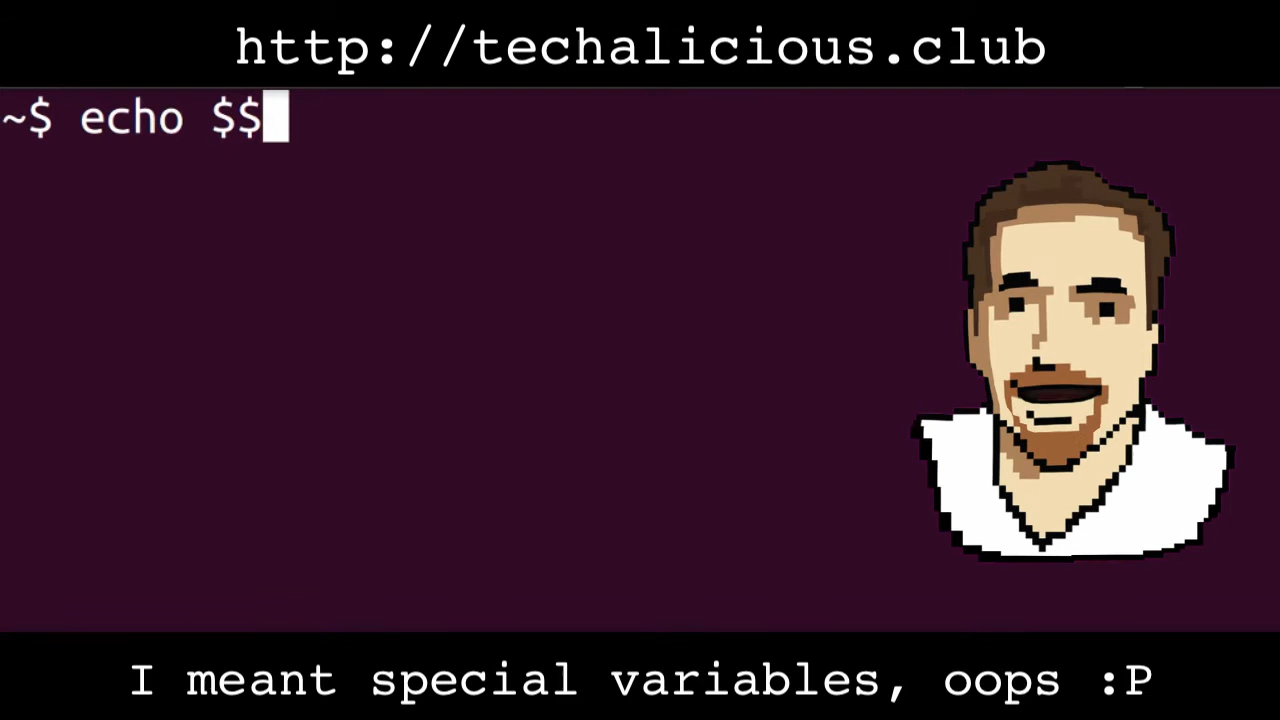 http://techalicious.club
~$ echo $$
I meant special variables, oops :P